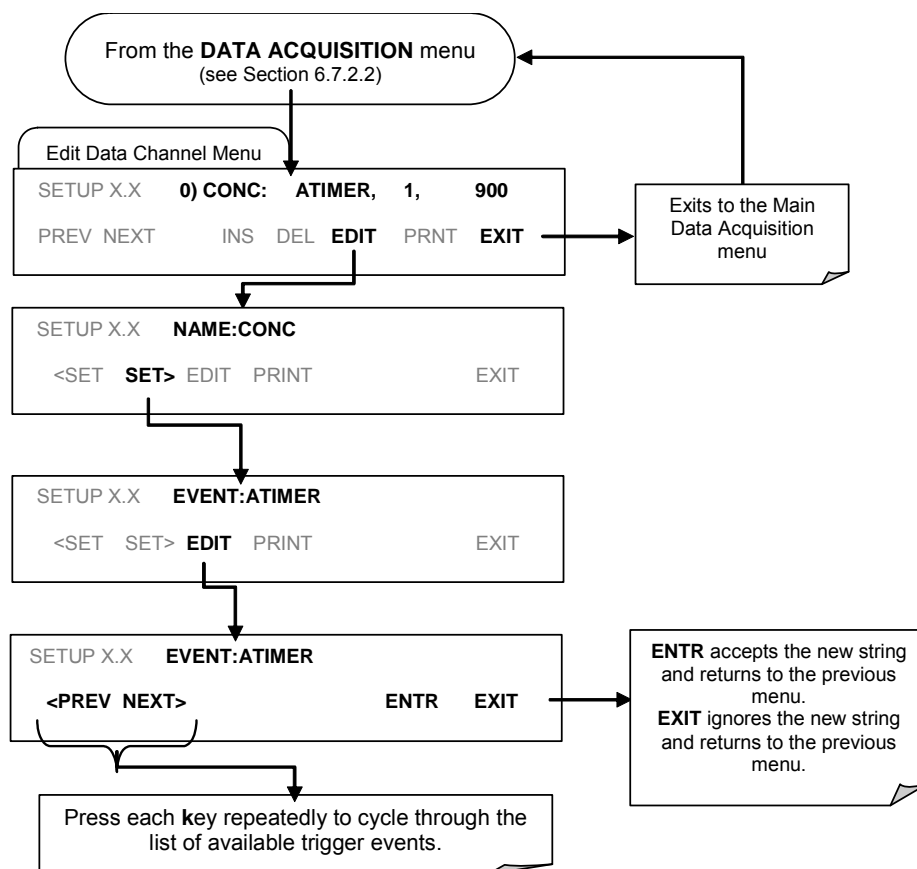 From the DATA ACQUISITION menu
(see Section 6.7.2.2)
Edit Data Channel Menu
SETUP X.X 0) CONC: ATIMER, 1, 900
PREV NEXT INS DEL EDIT PRNT EXIT
Exits to the Main
Data Acquisition
menu
SETUP X.X NAME:CONC
<SET SET> EDIT PRINT EXIT
SETUP X.X EVENT:ATIMER
<SET SET> EDIT PRINT EXIT
SETUP X.X EVENT:ATIMER
<PREV NEXT> ENTR EXIT
ENTR accepts the new string
and returns to the previous
menu.
EXIT ignores the new string
and returns to the previous
menu.
Press each key repeatedly to cycle through the
list of available trigger events.